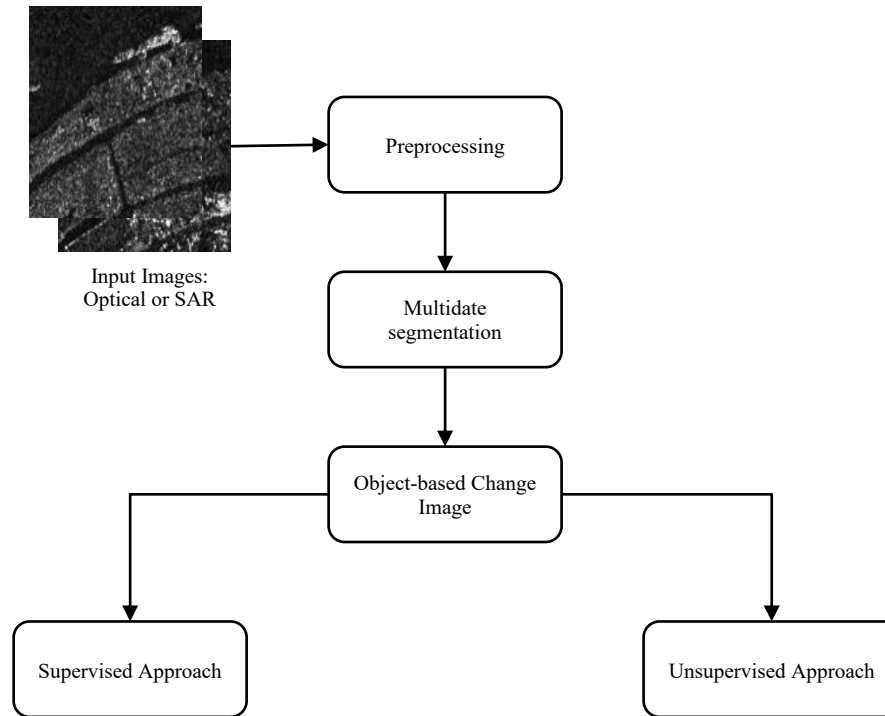 Preprocessing
Input Images:
Optical or SAR
Multidate
segmentation
Object-based Change
Image
Supervised Approach
Unsupervised Approach